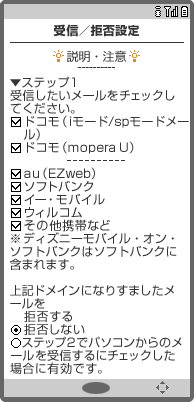 受信／拒否設定
説明・注意
----------
▼ステップ1
受信したいメールをチェックし
てください。
ドコモ（iモード/spモードメー
ル）
ドコモ（mopera U）
----------
au（EZweb）
ソフトバンク
イー・モバイル
ウィルコム
その他携帯など
※ディズニーモバイル・オン・
ソフトバンクはソフトバンクに
含まれます。
上記ドメインになりすましたメ
ールを
拒否する
拒否しない
ステップ2でパソコンからのメ
ールを受信するにチェックした
場合に有効です。